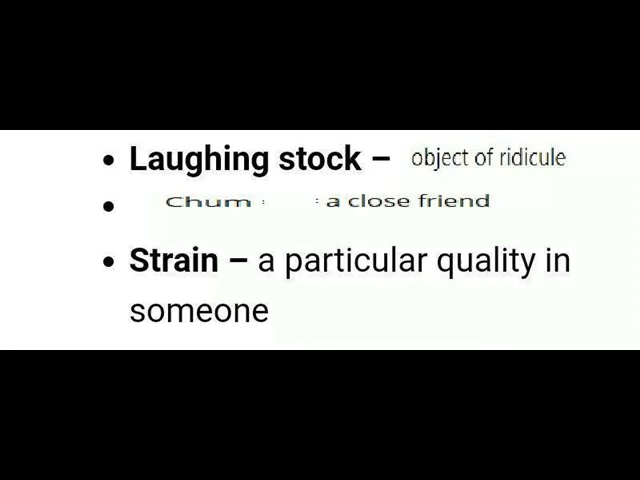 • Laughing stock – object of ridicule
• Chum : : a close friend
• Strain – a particular quality in
someone